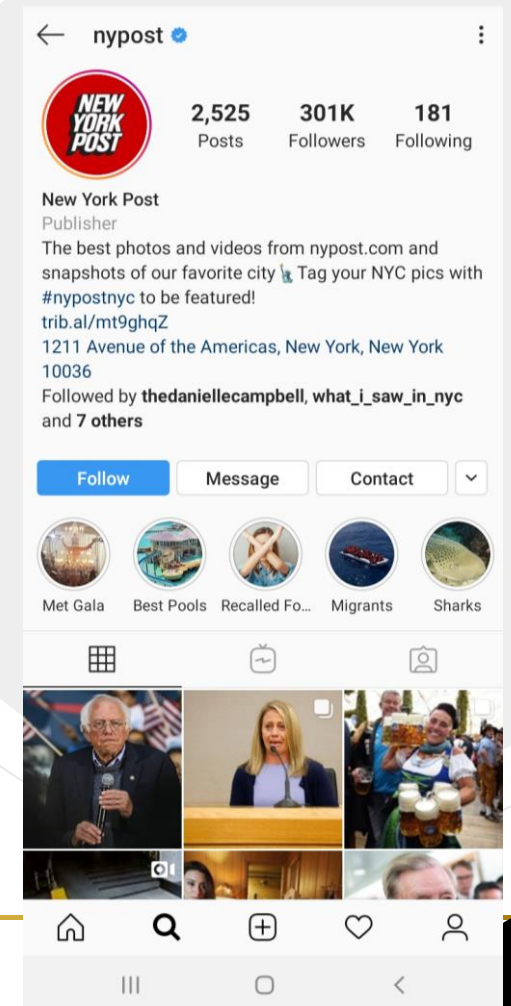 nypost
NEW
YORK
POST
2,525 301K 181
Posts Followers Following
New York Post
Publisher
The best photos and videos from nypost.com and
snapshots of our favorite city 🗽 Tag your NYC pics with
#nypostnyc to be featured!
trib.al/mt9ghqZ
1211 Avenue of the Americas, New York, New York
10036
Followed by thedaniellecampbell, what_i_saw_in_nyc
and 7 others
Follow Message Contact
Met Gala Best Pools Recalled Fo... Migrants Sharks